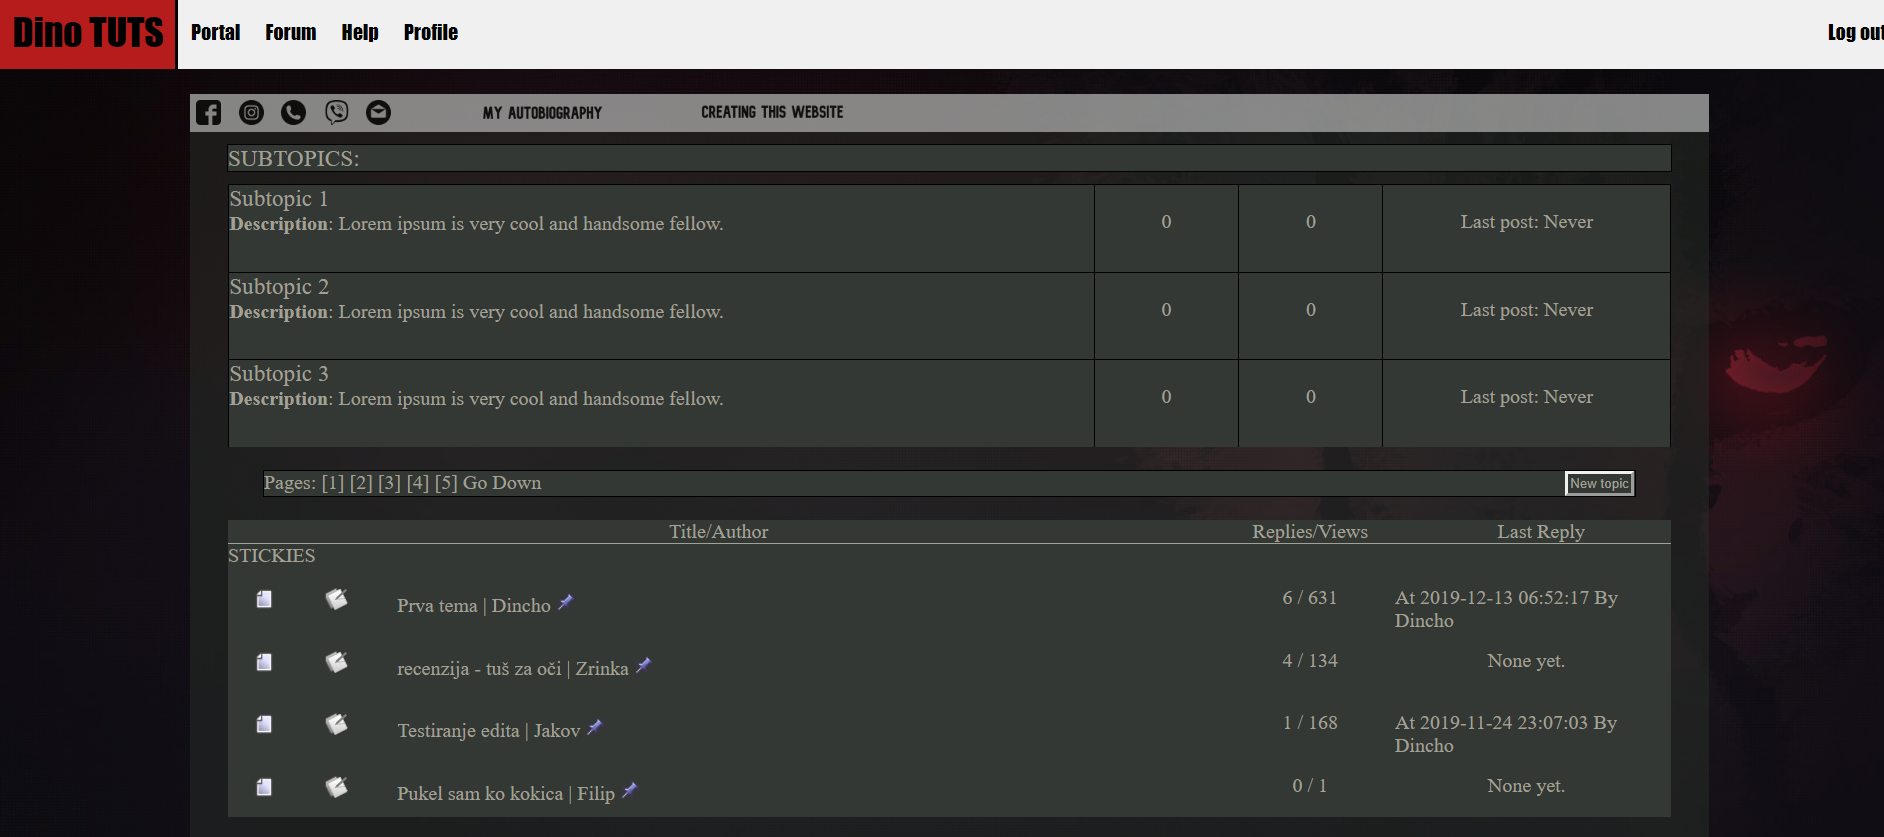 Dino TUTS Portal Forum Help Profile Log out
MY AUTOBIOGRAPHY CREATING THIS WEBSITE
SUBTOPICS:
Subtopic 1
Description: Lorem ipsum is very cool and handsome fellow.
0 0 Last post: Never
Subtopic 2
Description: Lorem ipsum is very cool and handsome fellow.
0 0 Last post: Never
Subtopic 3
Description: Lorem ipsum is very cool and handsome fellow.
0 0 Last post: Never
Pages: [1] [2] [3] [4] [5] Go Down New topic
Title/Author Replies/Views Last Reply
STICKIES
Prva tema | Dincho 6 / 631 At 2019-12-13 06:52:17 By
Dincho
recenzija - tuš za oči | Zrinka 4 / 134 None yet.
Testiranje edita | Jakov 1 / 168 At 2019-11-24 23:07:03 By
Dincho
Pukel sam ko kokica | Filip 0 / 1 None yet.